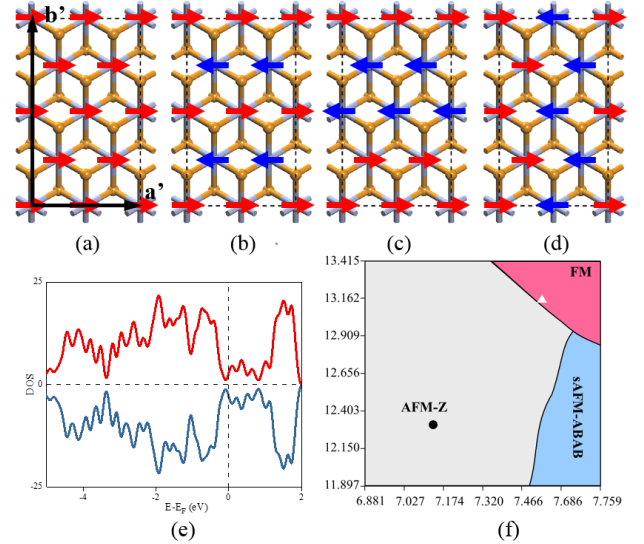 b’
a’
(a) (b) (c) (d)
25
0
-25
DOS
-4 -2 0 2
E-E_F (eV)
(e)
13.415
13.162
12.909
12.656
12.403
12.150
11.897
FM
AFM-Z
sAFM-ABAB
6.881 7.027 7.174 7.320 7.466 7.686 7.759
(f)